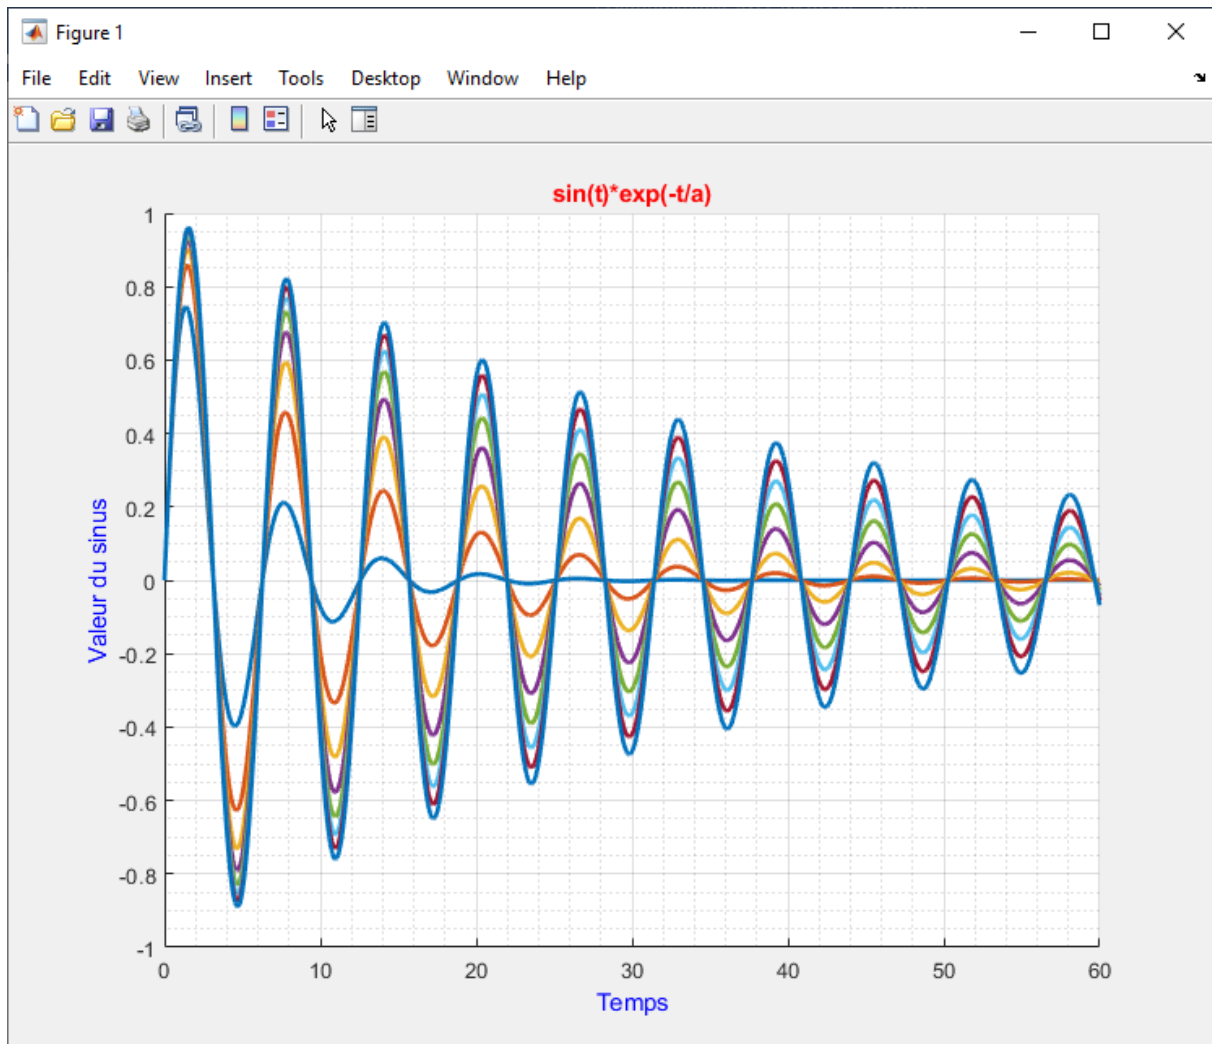 Figure 1
File Edit View Insert Tools Desktop Window Help
sin(t)*exp(-t/a)
1
0.8
0.6
0.4
0.2
0
-0.2
-0.4
-0.6
-0.8
-1
Valeur du sinus
0 10 20 30 40 50 60
Temps